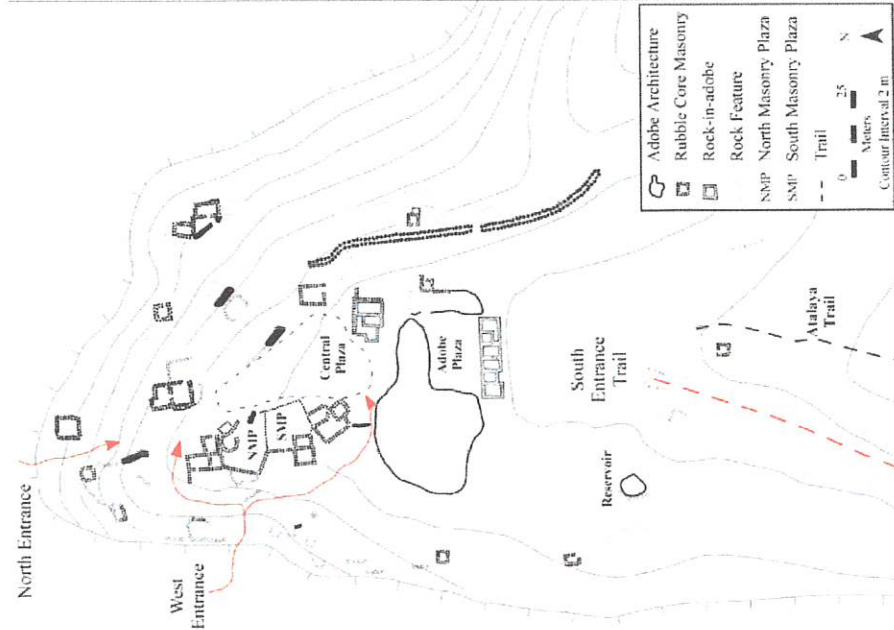 North Entrance
West
Entrance
NMP
SMP
Central
Plaza
Adobe
Plaza
South
Entrance
Trail
Reservoir
Atalaya
Trail
Adobe Architecture
Rubble Core Masonry
Rock-in-adobe
Rock Feature
NMP North Masonry Plaza
SMP South Masonry Plaza
Trail
0 25
Meters
N
Contour Interval 2 m